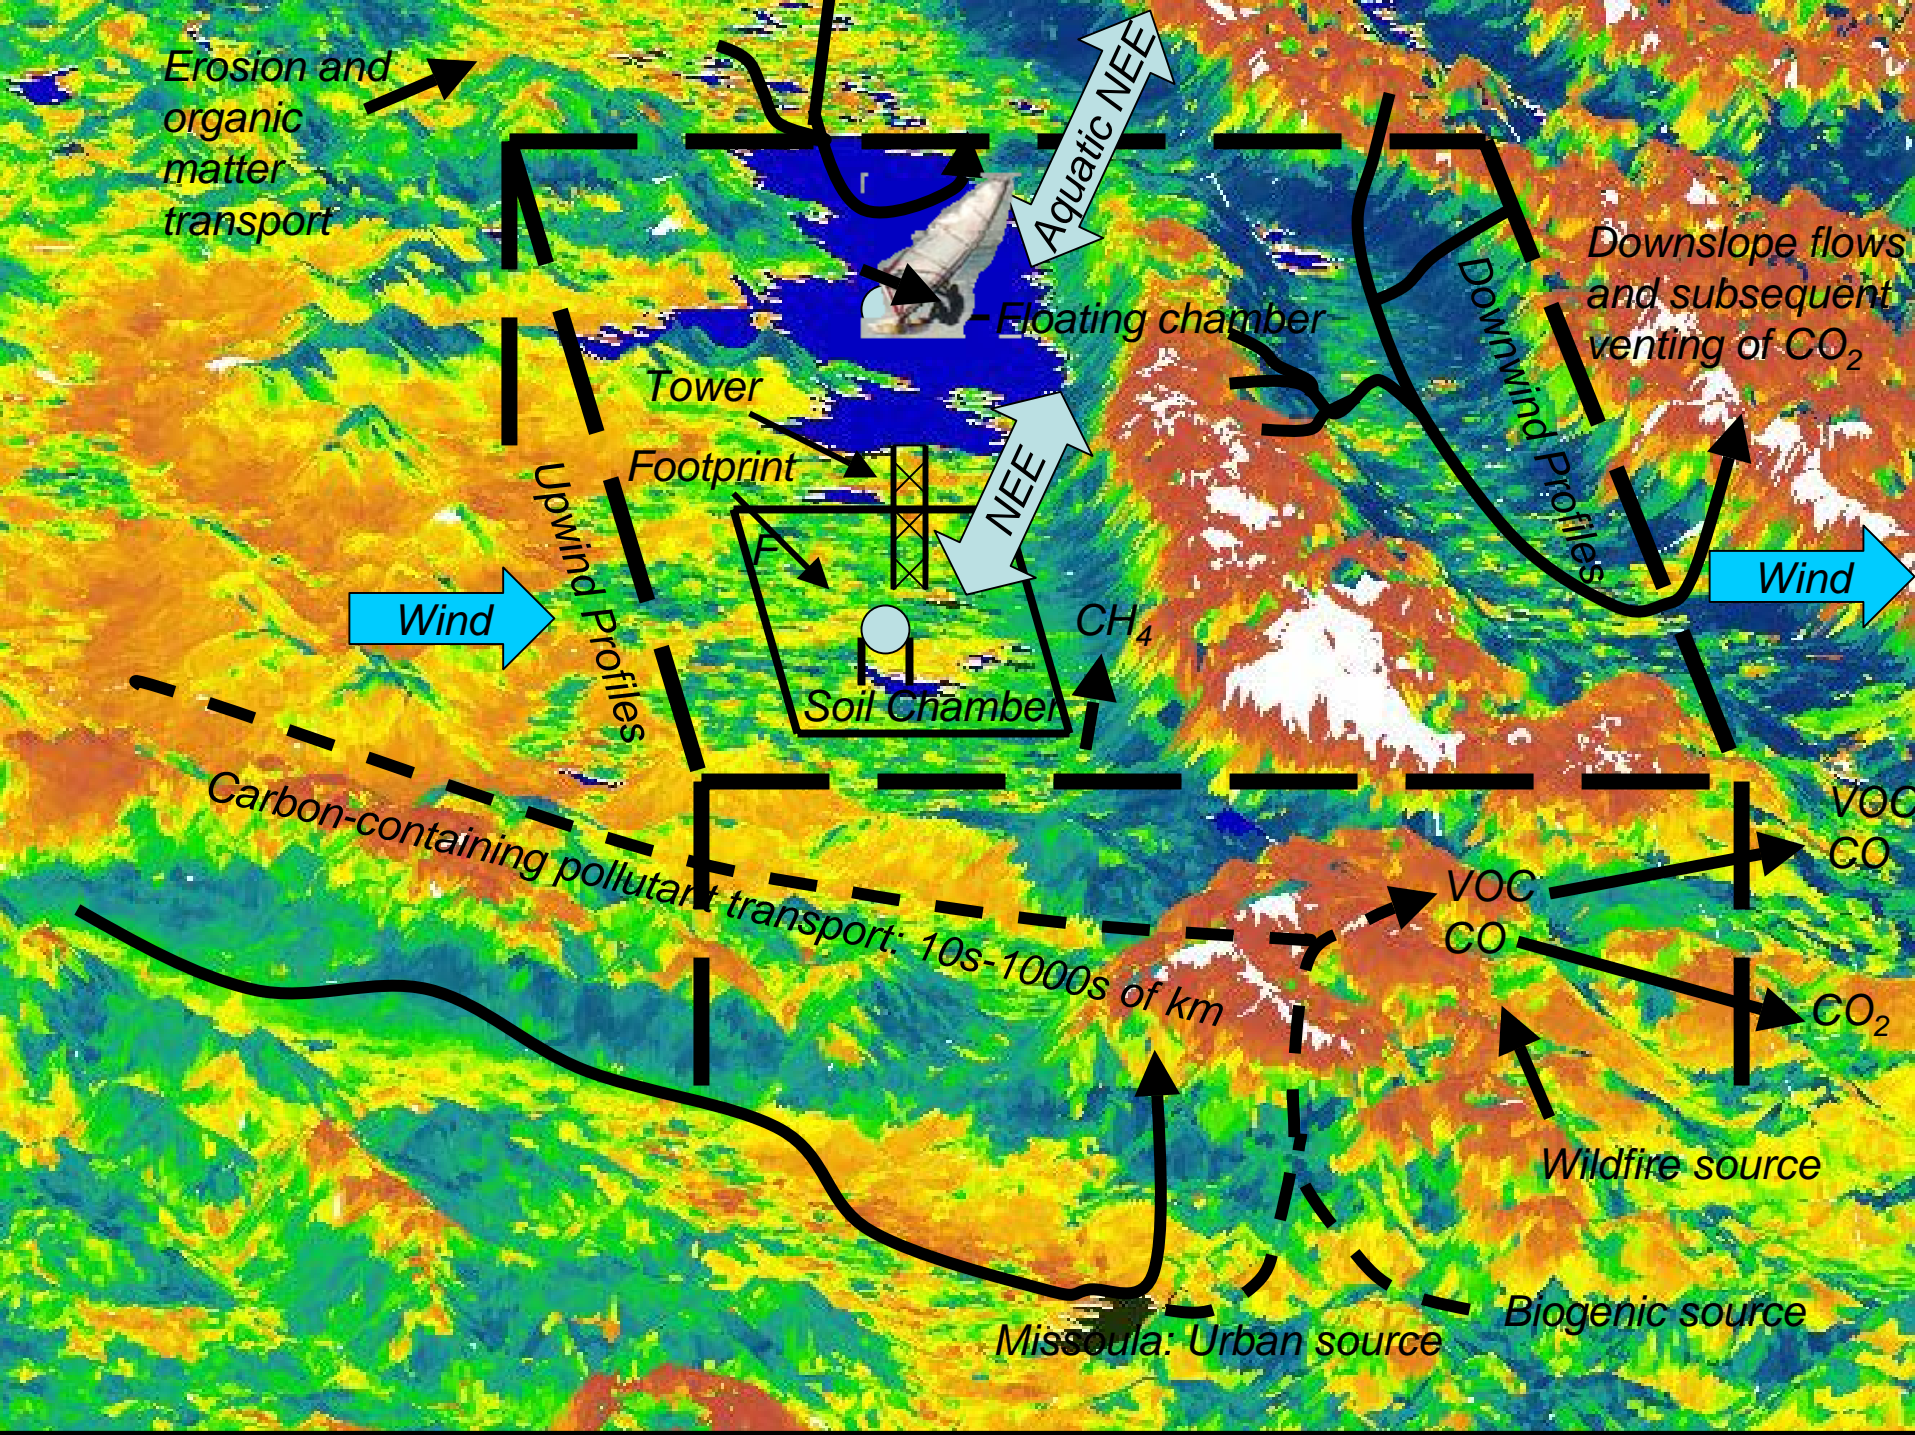 Erosion and
organic
matter
transport
Aquatic NEE
Downslope flows
and subsequent
venting of CO₂
Floating chamber
Downwind Profiles
Tower
Footprint
NEE
Upwind Profiles
F
Wind
Wind
CH₄
Soil Chamber
Carbon-containing pollutant transport: 10s-1000s of km
VOC
CO
VOC
CO
CO₂
Wildfire source
Biogenic source
Missoula: Urban source